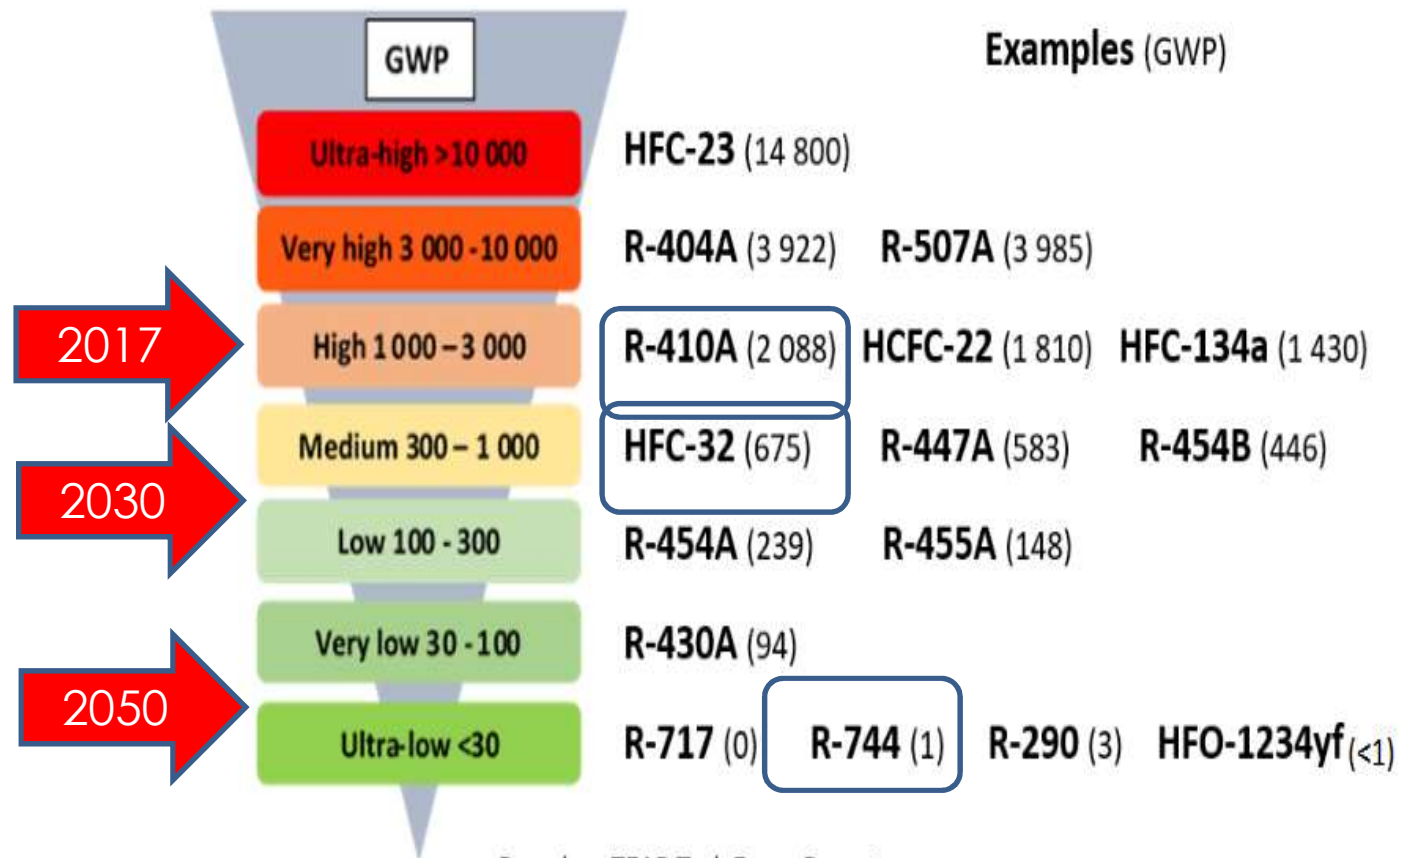 GWP
Examples (GWP)
Ultra-high >10 000
HFC-23 (14 800)
Very high 3 000 -10 000
R-404A (3 922) R-507A (3 985)
2017
High 1 000 – 3 000
R-410A (2 088) HCFC-22 (1 810) HFC-134a (1 430)
Medium 300 – 1 000
HFC-32 (675) R-447A (583) R-454B (446)
2030
Low 100 - 300
R-454A (239) R-455A (148)
Very low 30 -100
R-430A (94)
2050
Ultra-low <30
R-717 (0) R-744 (1) R-290 (3) HFO-1234yf (<1)